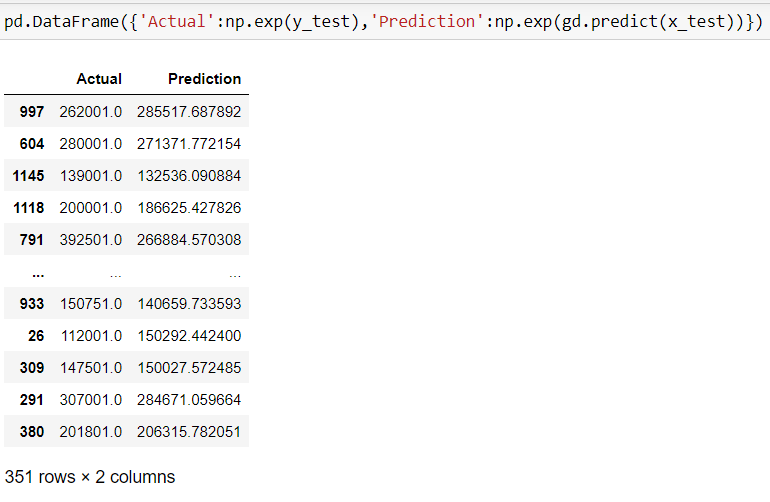 pd.DataFrame({'Actual':np.exp(y_test),'Prediction':np.exp(gd.predict(x_test))})
Actual Prediction
997 262001.0 285517.687892
604 280001.0 271371.772154
1145 139001.0 132536.090884
1118 200001.0 186625.427826
791 392501.0 266884.570308
... ... ...
933 150751.0 140659.733593
26 112001.0 150292.442400
309 147501.0 150027.572485
291 307001.0 284671.059664
380 201801.0 206315.782051
351 rows × 2 columns